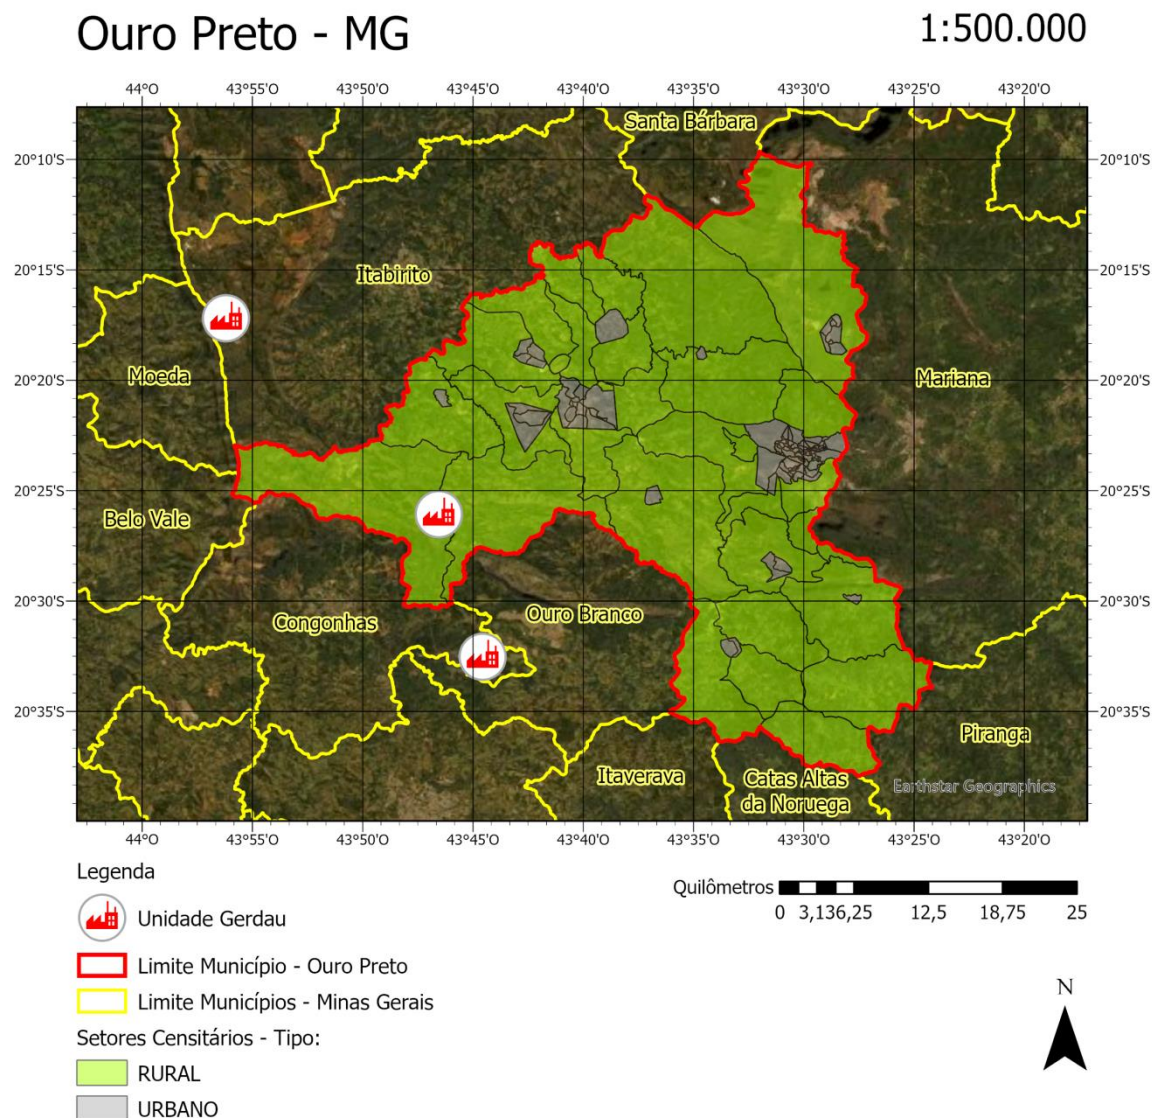 Ouro Preto - MG
1:500.000
44°O 43°55'O 43°50'O 43°45'O 43°40'O 43°35'O 43°30'O 43°25'O 43°20'O
Santa Bárbara
20°10'S 20°10'S
Itabirito
20°15'S 20°15'S
20°20'S 20°20'S
Moeda
Mariana
20°25'S 20°25'S
Belo Vale
20°30'S 20°30'S
Congonhas
Ouro Branco
20°35'S 20°35'S
Piranga
Itaverava
Catas Altas
da Noruega
Earthstar Geographics
44°O 43°55'O 43°50'O 43°45'O 43°40'O 43°35'O 43°30'O 43°25'O 43°20'O
Legenda
Unidade Gerdau
Limite Município - Ouro Preto
Limite Municípios - Minas Gerais
Setores Censitários - Tipo:
RURAL
URBANO
Quilômetros
0 3,136,25 12,5 18,75 25
N